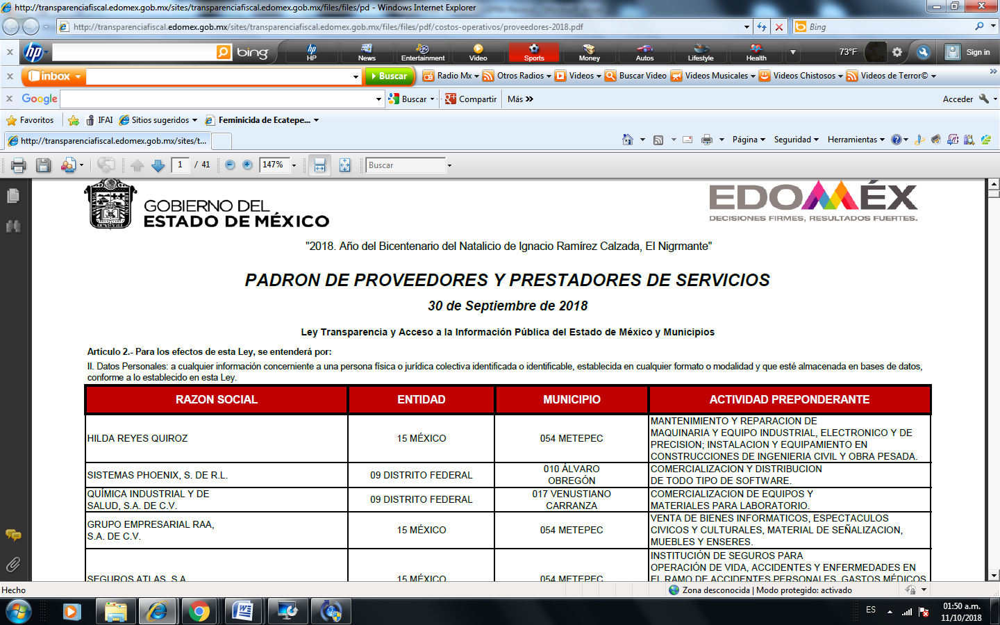 http://transparenciafiscal.edomex.gob.mx/sites/transparenciafiscal.edomex.gob.mx/files/files/pd - Windows Internet Explorer
http://transparenciafiscal.edomex.gob.mx/sites/transparenciafiscal.edomex.gob.mx/files/files/pdf/costos-operativos/proveedores-2018.pdf
Bing
x hp bing HP News Entertainment Video Sports Money Autos Lifestyle Health 73°F Sign in
x inbox Buscar Radio Mx Otros Radios Videos Buscar Video Videos Musicales Videos Chistosos Videos de Terror©
x Google Buscar Compartir Más Acceder
Favoritos IFAI Sitios sugeridos Feminicida de Ecatepe...
http://transparenciafiscal.edomex.gob.mx/sites/t... Página Seguridad Herramientas
1 / 41 147% Buscar
GOBIERNO DEL
ESTADO DE MÉXICO
EDOMÉX
DECISIONES FIRMES, RESULTADOS FUERTES.
"2018. Año del Bicentenario del Natalicio de Ignacio Ramírez Calzada, El Nigrmante"
PADRON DE PROVEEDORES Y PRESTADORES DE SERVICIOS
30 de Septiembre de 2018
Ley Transparencia y Acceso a la Información Pública del Estado de México y Municipios
Artículo 2.- Para los efectos de esta Ley, se entenderá por:
II. Datos Personales: a cualquier información concerniente a una persona física o jurídica colectiva identificada o identificable, establecida en cualquier formato o modalidad y que esté almacenada en bases de datos,
conforme a lo establecido en esta Ley.
RAZON SOCIAL ENTIDAD MUNICIPIO ACTIVIDAD PREPONDERANTE
HILDA REYES QUIROZ 15 MÉXICO 054 METEPEC
MANTENIMIENTO Y REPARACION DE
MAQUINARIA Y EQUIPO INDUSTRIAL, ELECTRONICO Y DE
PRECISION; INSTALACION Y EQUIPAMIENTO EN
CONSTRUCCIONES DE INGENIERIA CIVIL Y OBRA PESADA.
SISTEMAS PHOENIX, S. DE R.L. 09 DISTRITO FEDERAL
010 ÁLVARO
OBREGÓN
COMERCIALIZACION Y DISTRIBUCION
DE TODO TIPO DE SOFTWARE.
QUÍMICA INDUSTRIAL Y DE
SALUD, S.A. DE C.V.
09 DISTRITO FEDERAL
017 VENUSTIANO
CARRANZA
COMERCIALIZACION DE EQUIPOS Y
MATERIALES PARA LABORATORIO.
GRUPO EMPRESARIAL RAA,
S.A. DE C.V.
15 MÉXICO 054 METEPEC
VENTA DE BIENES INFORMATICOS, ESPECTACULOS
CIVICOS Y CULTURALES, MATERIAL DE SEÑALIZACION,
MUEBLES Y ENSERES.
SEGUROS ATLAS, S.A. 15 MÉXICO 054 METEPEC
INSTITUCIÓN DE SEGUROS PARA
OPERACIÓN DE VIDA, ACCIDENTES Y ENFERMEDADES EN
EL RAMO DE ACCIDENTES PERSONALES, GASTOS MÉDICOS
Hecho Zona desconocida | Modo protegido: activado
ES 01:50 a.m.
11/10/2018